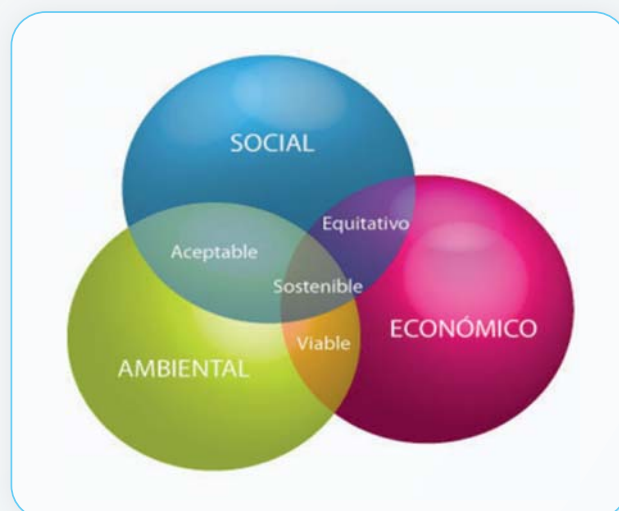 SOCIAL
Equitativo
Aceptable
Sostenible
ECONÓMICO
Viable
AMBIENTAL